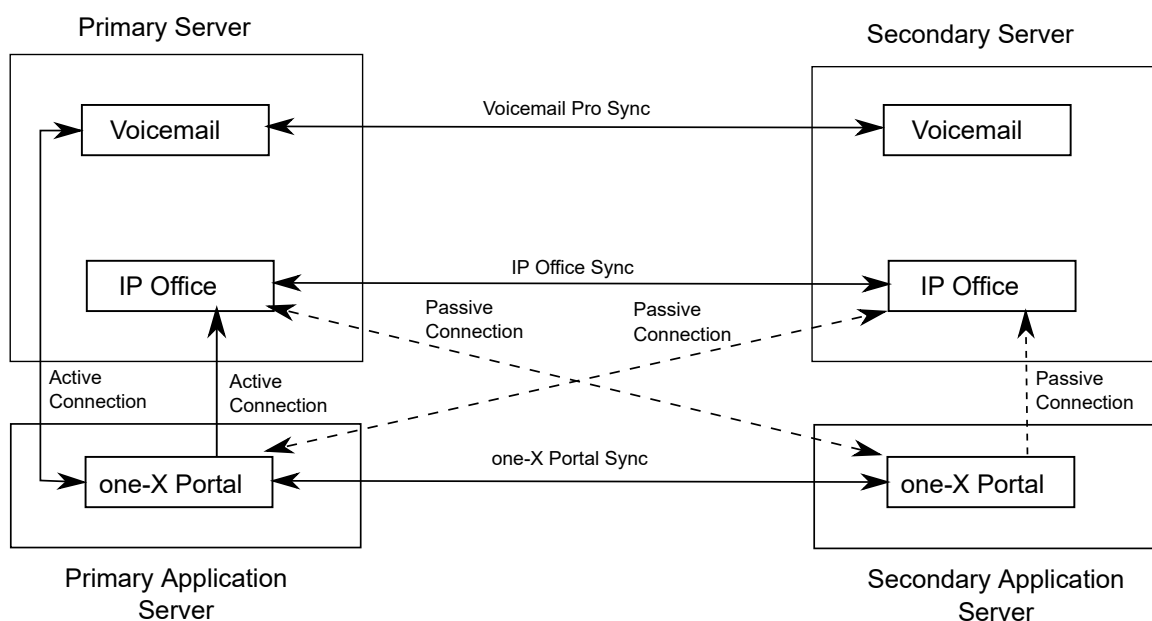 Primary Server
Secondary Server
Voicemail Pro Sync
Voicemail
Voicemail
IP Office Sync
IP Office
IP Office
Passive
Connection
Passive
Connection
Active
Connection
Active
Connection
Passive
Connection
one-X Portal Sync
one-X Portal
one-X Portal
Primary Application
Server
Secondary Application
Server